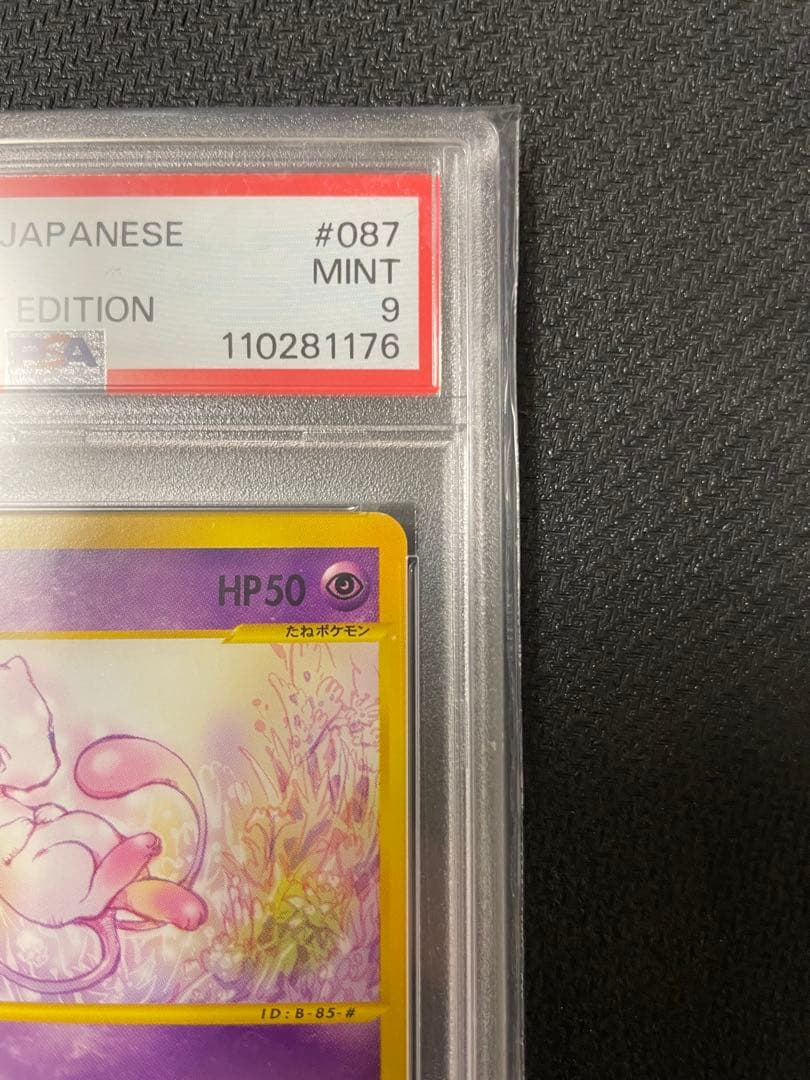 JAPANESE #087
MINT
EDITION 9
PSA 110281176
HP50
たねポケモン
ID : B - 85 - #